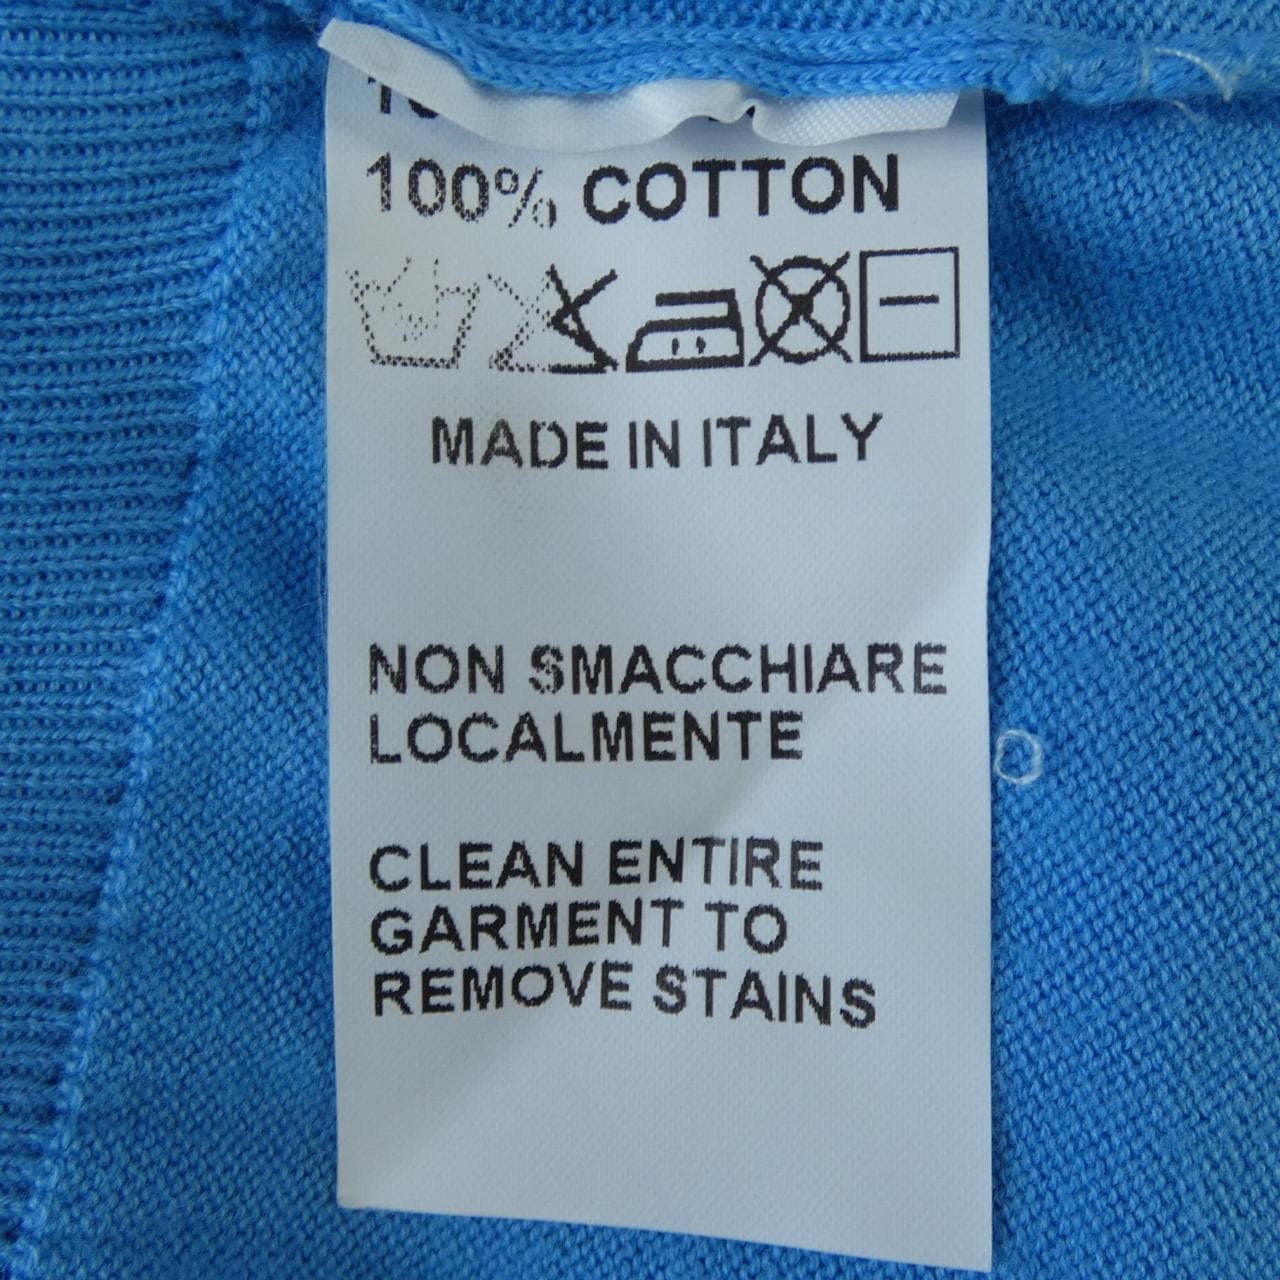 100% COTTON
MADE IN ITALY
NON SMACCHIARE
LOCALMENTE
CLEAN ENTIRE
GARMENT TO
REMOVE STAINS